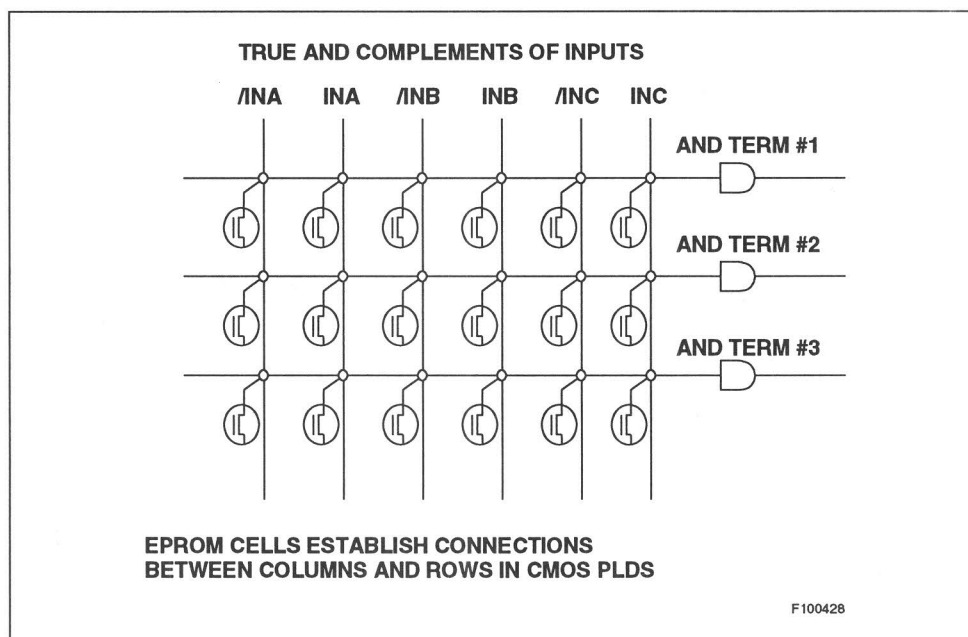 TRUE AND COMPLEMENTS OF INPUTS
/INA INA /INB INB /INC INC
AND TERM #1
AND TERM #2
AND TERM #3
EPROM CELLS ESTABLISH CONNECTIONS
BETWEEN COLUMNS AND ROWS IN CMOS PLDS
F100428